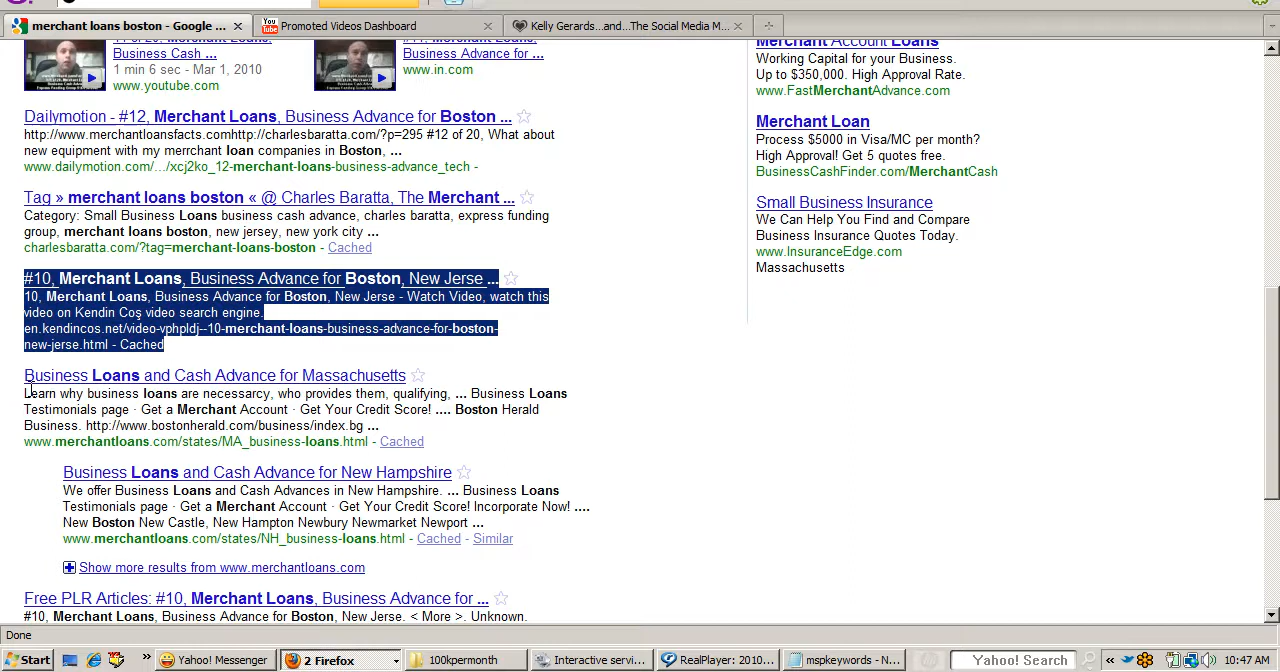 merchant loans boston - Google ...
Promoted Videos Dashboard
Kelly Gerards...and...The Social Media M...
Business Cash ...
1 min 6 sec - Mar 1, 2010
www.youtube.com
Business Advance for ...
www.in.com
Dailymotion - #12, Merchant Loans, Business Advance for Boston ...
http://www.merchantloansfacts.comhttp://charlesbaratta.com/?p=295 #12 of 20, What about
new equipment with my merrchant loan companies in Boston, ...
www.dailymotion.com/.../xcj2ko_12-merchant-loans-business-advance_tech -
Tag » merchant loans boston « @ Charles Baratta, The Merchant ...
Category: Small Business Loans business cash advance, charles baratta, express funding
group, merchant loans boston, new jersey, new york city ...
charlesbaratta.com/?tag=merchant-loans-boston - Cached
#10, Merchant Loans, Business Advance for Boston, New Jerse ...
10, Merchant Loans, Business Advance for Boston, New Jerse - Watch Video, watch this
video on Kendin Coş video search engine.
en.kendincos.net/video-vphpldj--10-merchant-loans-business-advance-for-boston-
new-jerse.html - Cached
Business Loans and Cash Advance for Massachusetts
Learn why business loans are necessarcy, who provides them, qualifying, ... Business Loans
Testimonials page · Get a Merchant Account · Get Your Credit Score! .... Boston Herald
Business. http://www.bostonherald.com/business/index.bg ...
www.merchantloans.com/states/MA_business-loans.html - Cached
Business Loans and Cash Advance for New Hampshire
We offer Business Loans and Cash Advances in New Hampshire. ... Business Loans
Testimonials page · Get a Merchant Account · Get Your Credit Score! Incorporate Now! ....
New Boston New Castle, New Hampton Newbury Newmarket Newport ...
www.merchantloans.com/states/NH_business-loans.html - Cached - Similar
Show more results from www.merchantloans.com
Free PLR Articles: #10, Merchant Loans, Business Advance for ...
#10, Merchant Loans, Business Advance for Boston, New Jerse. < More >. Unknown.
Merchant Account Loans
Working Capital for your Business.
Up to $350,000. High Approval Rate.
www.FastMerchantAdvance.com
Merchant Loan
Process $5000 in Visa/MC per month?
High Approval! Get 5 quotes free.
BusinessCashFinder.com/MerchantCash
Small Business Insurance
We Can Help You Find and Compare
Business Insurance Quotes Today.
www.InsuranceEdge.com
Massachusetts
Done
Start
Yahoo! Messenger
2 Firefox
100kpermonth
Interactive servi...
RealPlayer: 2010...
mspkeywords - N...
Yahoo! Search
10:47 AM